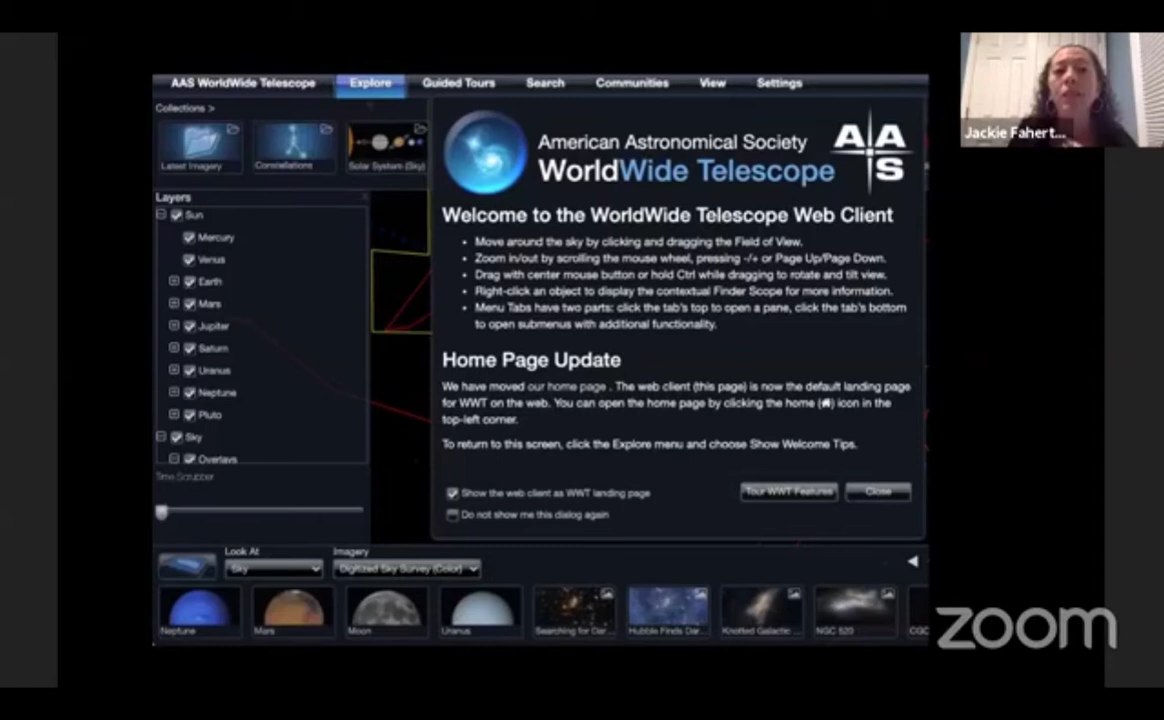 AAS WorldWide Telescope Explore Guided Tours Search Communities View Settings
Jackie Fahert...
Collections >
Latest Imagery Constellations Solar System (Sky)
American Astronomical Society
WorldWide Telescope
AAS
Welcome to the WorldWide Telescope Web Client
• Move around the sky by clicking and dragging the Field of View.
• Zoom in/out by scrolling the mouse wheel, pressing -/+ or Page Up/Page Down.
• Drag with center mouse button or hold Ctrl while dragging to rotate and tilt view.
• Right-click an object to display the contextual Finder Scope for more information.
• Menu Tabs have two parts: click the tab's top to open a pane, click the tab's bottom
to open submenus with additional functionality.
Home Page Update
We have moved our home page . The web client (this page) is now the default landing page
for WWT on the web. You can open the home page by clicking the home ( ) icon in the
top-left corner.
To return to this screen, click the Explore menu and choose Show Welcome Tips.
Show the web client as WWT landing page
Tour WWT Features Close
Do not show me this dialog again
Layers
Sun
Mercury
Venus
Earth
Mars
Jupiter
Saturn
Uranus
Neptune
Pluto
Sky
Overlays
Time Scrubber
Look At Imagery
Sky Digitized Sky Survey (Color)
Neptune Mars Moon Uranus Searching for Dar... Hubble Finds Dar... Knotted Galactic ... NGC 520 CGC
zoom